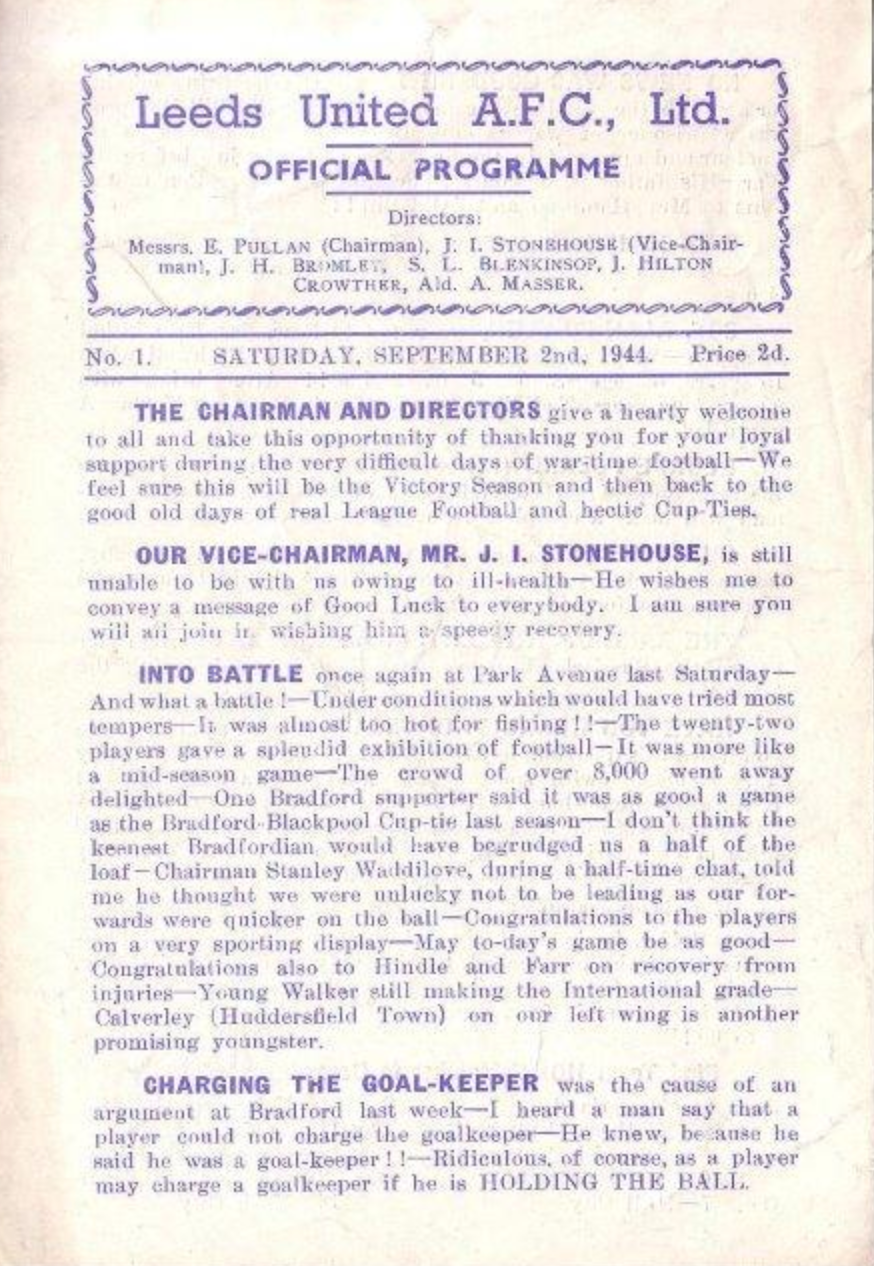 Leeds United A.F.C., Ltd.
OFFICIAL PROGRAMME
Directors:
Messrs. E. PULLAN (Chairman), J. I. STONEHOUSE (Vice-Chair-
man), J. H. BROMLEY, S. L. BLENKINSOP, J. HILTON
CROWTHER, Ald. A. MASSER.
No. 1. SATURDAY, SEPTEMBER 2nd, 1944. Price 2d.
THE CHAIRMAN AND DIRECTORS give a hearty welcome
to all and take this opportunity of thanking you for your loyal
support during the very difficult days of war-time football—We
feel sure this will be the Victory Season and then back to the
good old days of real League Football and hectic Cup-Ties.
OUR VICE-CHAIRMAN, MR. J. I. STONEHOUSE, is still
unable to be with us owing to ill-health—He wishes me to
convey a message of Good Luck to everybody. I am sure you
will all join in wishing him a speedy recovery.
INTO BATTLE once again at Park Avenue last Saturday—
And what a battle !—Under conditions which would have tried most
tempers—It was almost too hot for fishing ! !—The twenty-two
players gave a splendid exhibition of football—It was more like
a mid-season game—The crowd of over 8,000 went away
delighted—One Bradford supporter said it was as good a game
as the Bradford-Blackpool Cup-tie last season—I don't think the
keenest Bradfordian would have begrudged us a half of the
loaf—Chairman Stanley Waddilove, during a half-time chat, told
me he thought we were unlucky not to be leading as our for-
wards were quicker on the ball—Congratulations to the players
on a very sporting display—May to-day's game be as good—
Congratulations also to Hindle and Farr on recovery from
injuries—Young Walker still making the International grade—
Calverley (Huddersfield Town) on our left wing is another
promising youngster.
CHARGING THE GOAL-KEEPER was the cause of an
argument at Bradford last week—I heard a man say that a
player could not charge the goalkeeper—He knew, because he
said he was a goal-keeper ! !—Ridiculous, of course, as a player
may charge a goalkeeper if he is HOLDING THE BALL.